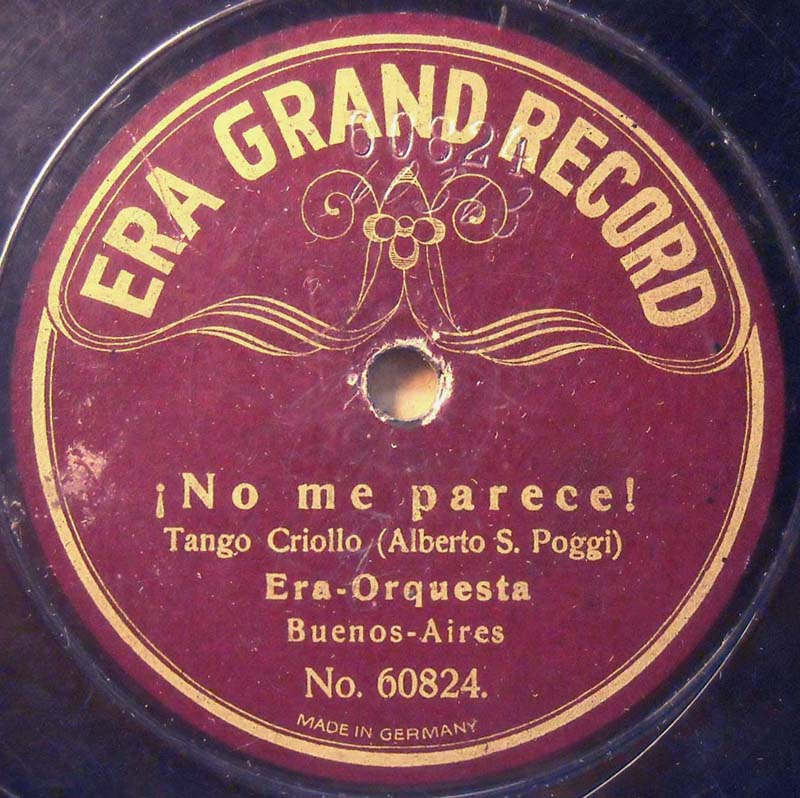 ERA GRAND RECORD
60824
¡No me parece!
Tango Criollo (Alberto S. Poggi)
Era-Orquesta
Buenos-Aires
No. 60824.
MADE IN GERMANY